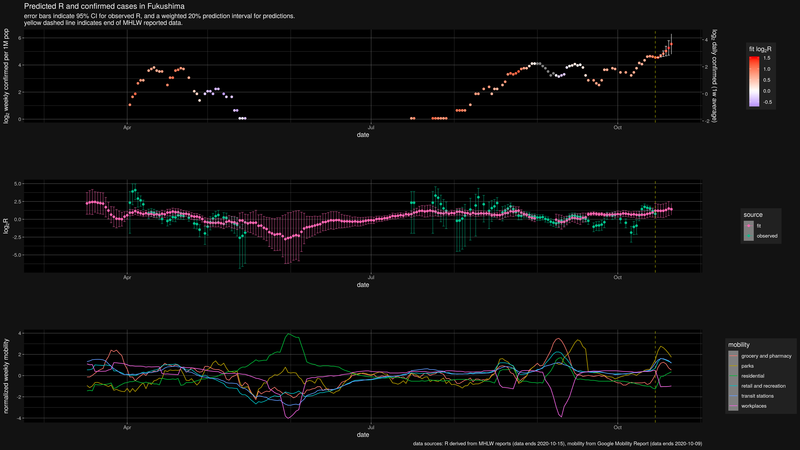 Predicted R and confirmed cases in Fukushima
error bars indicate 95% CI for observed R, and a weighted 20% prediction interval for predictions.
yellow dashed line indicates end of MHLW reported data.
log₂ weekly confirmed per 1M pop
6
4
2
0
Apr
Jul
Oct
date
-4
-2
-0
-2
log₂ daily confirmed (1w average)
fit log₂R
1.5
1.0
0.5
0.0
-0.5
log₂R
5.0
2.5
0.0
-2.5
-5.0
Apr
Jul
Oct
date
source
fit
observed
normalised weekly mobility
4
2
0
-2
-4
Apr
Jul
Oct
date
mobility
grocery and pharmacy
parks
residential
retail and recreation
transit stations
workplaces
data sources: R derived from MHLW reports (data ends 2020-10-15), mobility from Google Mobility Report (data ends 2020-10-09)